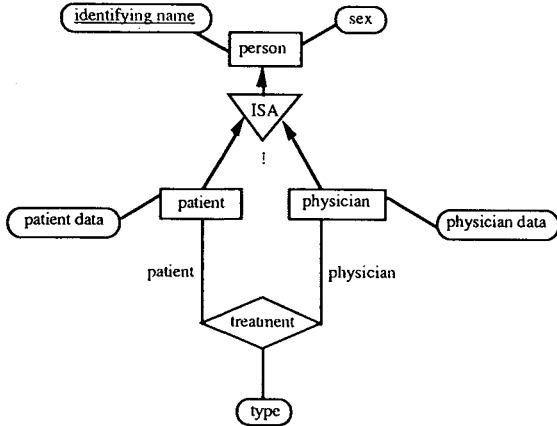 identifying name
sex
person
ISA
!
patient
physician
patient data
physician data
patient
physician
treatment
type